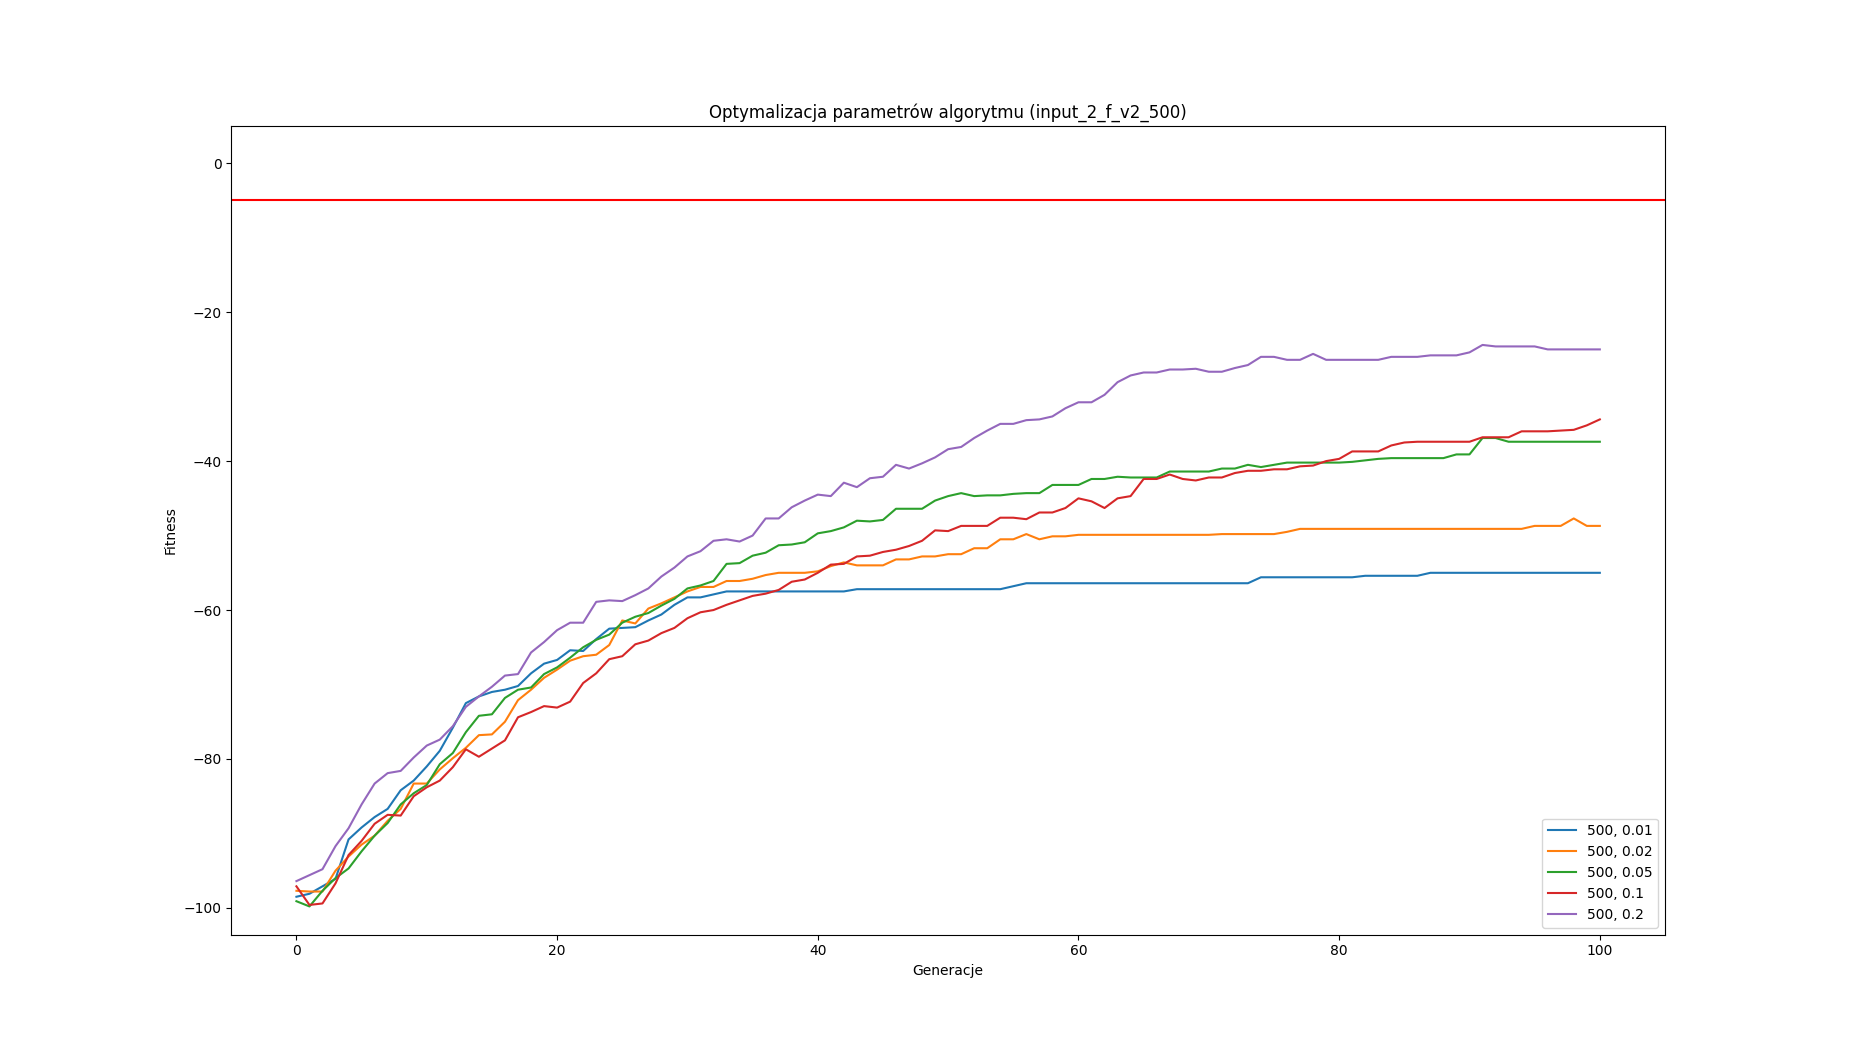 Optymalizacja parametrów algorytmu (input_2_f_v2_500)
Fitness
0
−20
−40
−60
−80
−100
0 20 40 60 80 100
Generacje
500, 0.01
500, 0.02
500, 0.05
500, 0.1
500, 0.2